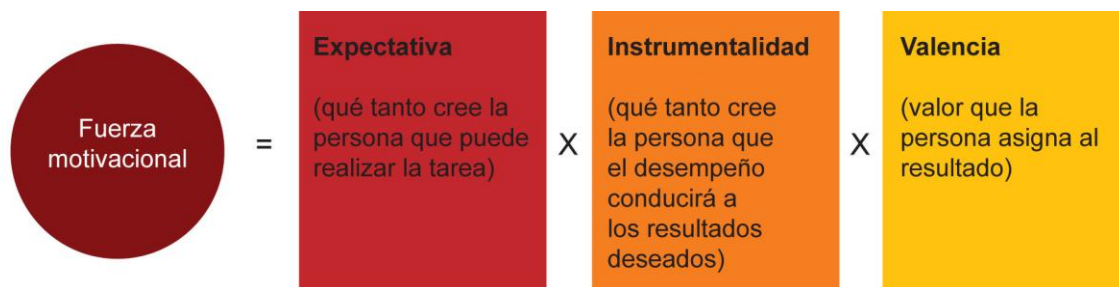 Fuerza
motivacional
=
Expectativa
(qué tanto cree la
persona que puede
realizar la tarea)
X
Instrumentalidad
(qué tanto cree
la persona que
el desempeño
conducirá a
los resultados
deseados)
X
Valencia
(valor que la
persona asigna al
resultado)